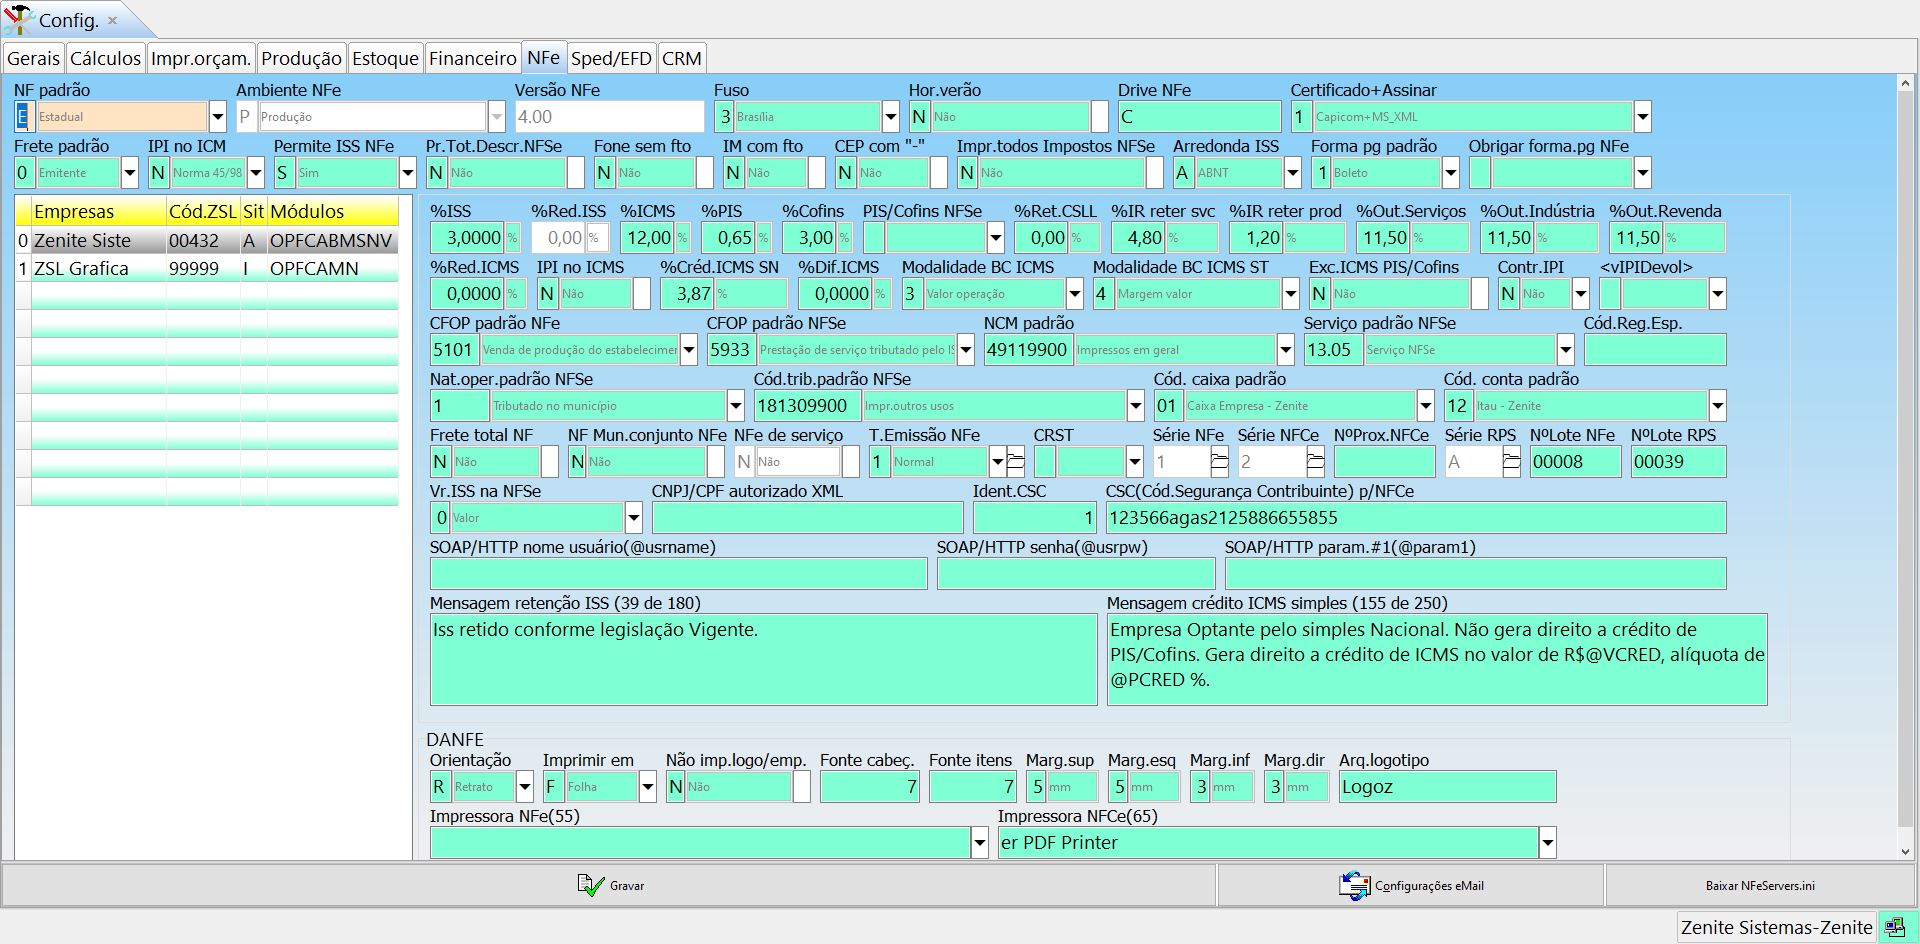 Config. ×
Gerais Cálculos Impr.orçam. Produção Estoque Financeiro NFe Sped/EFD CRM
NF padrão Ambiente NFe Versão NFe Fuso Hor.verão Drive NFe Certificado+Assinar
E Estadual P Produção 4.00 3 Brasília N Não C 1 Capicom+MS_XML
Frete padrão IPI no ICM Permite ISS NFe Pr.Tot.Descr.NFSe Fone sem fto IM com fto CEP com "-" Impr.todos Impostos NFSe Arredonda ISS Forma pg padrão Obrigar forma.pg NFe
0 Emitente N Norma 45/98 S Sim N Não N Não N Não N Não N Não A ABNT 1 Boleto
Empresas Cód.ZSL Sit Módulos
0 Zenite Siste 00432 A OPFCABMSNV
1 ZSL Grafica 99999 I OPFCAMN
%ISS %Red.ISS %ICMS %PIS %Cofins PIS/Cofins NFSe %Ret.CSLL %IR reter svc %IR reter prod %Out.Serviços %Out.Indústria %Out.Revenda
3,0000 % 0,00 % 12,00 % 0,65 % 3,00 % 0,00 % 4,80 % 1,20 % 11,50 % 11,50 % 11,50 %
%Red.ICMS IPI no ICMS %Créd.ICMS SN %Dif.ICMS Modalidade BC ICMS Modalidade BC ICMS ST Exc.ICMS PIS/Cofins Contr.IPI <vIPIDevol>
0,0000 % N Não 3,87 % 0,0000 % 3 Valor operação 4 Margem valor N Não N Não
CFOP padrão NFe CFOP padrão NFSe NCM padrão Serviço padrão NFSe Cód.Reg.Esp.
5101 Venda de produção do estabelecimer 5933 Prestação de serviço tributado pelo IS 49119900 Impressos em geral 13.05 Serviço NFSe
Nat.oper.padrão NFSe Cód.trib.padrão NFSe Cód. caixa padrão Cód. conta padrão
1 Tributado no município 181309900 Impr.outros usos 01 Caixa Empresa - Zenite 12 Itau - Zenite
Frete total NF NF Mun.conjunto NFe NFe de serviço T.Emissão NFe CRST Série NFe Série NFCe NºProx.NFCe Série RPS NºLote NFe NºLote RPS
N Não N Não N Não 1 Normal 1 2 A 00008 00039
Vr.ISS na NFSe CNPJ/CPF autorizado XML Ident.CSC CSC(Cód.Segurança Contribuinte) p/NFCe
0 Valor 1 123566agas2125886655855
SOAP/HTTP nome usuário(@usrname) SOAP/HTTP senha(@usrpw) SOAP/HTTP param.#1(@param1)
Mensagem retenção ISS (39 de 180) Mensagem crédito ICMS simples (155 de 250)
Iss retido conforme legislação Vigente.
Empresa Optante pelo simples Nacional. Não gera direito a crédito de
PIS/Cofins. Gera direito a crédito de ICMS no valor de R$@VCRED, alíquota de
@PCRED %.
DANFE
Orientação Imprimir em Não imp.logo/emp. Fonte cabeç. Fonte itens Marg.sup Marg.esq Marg.inf Marg.dir Arq.logotipo
R Retrato F Folha N Não 7 7 5 mm 5 mm 3 mm 3 mm Logoz
Impressora NFe(55) Impressora NFCe(65)
er PDF Printer
Gravar Configurações eMail Baixar NFeServers.ini
Zenite Sistemas-Zenite